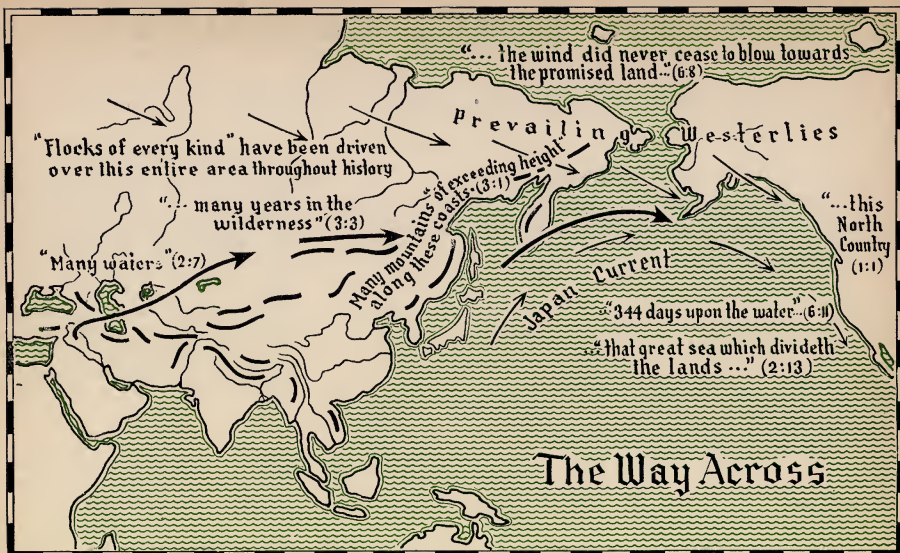 "... the wind did never cease to blow towards
the promised land..."(6:8)
prevailing westerlies
"Flocks of every kind" have been driven
over this entire area throughout history
"... many years in the
wilderness" (3:3)
Many mountains "of exceeding height"
along these coasts. (3:1)
"...this
North
Country
(1:1)
"Many waters" (2:7)
Japan Current
"344 days upon the water"...(6:11)
"...that great sea which divideth
the lands ..." (2:13)
The Way Across